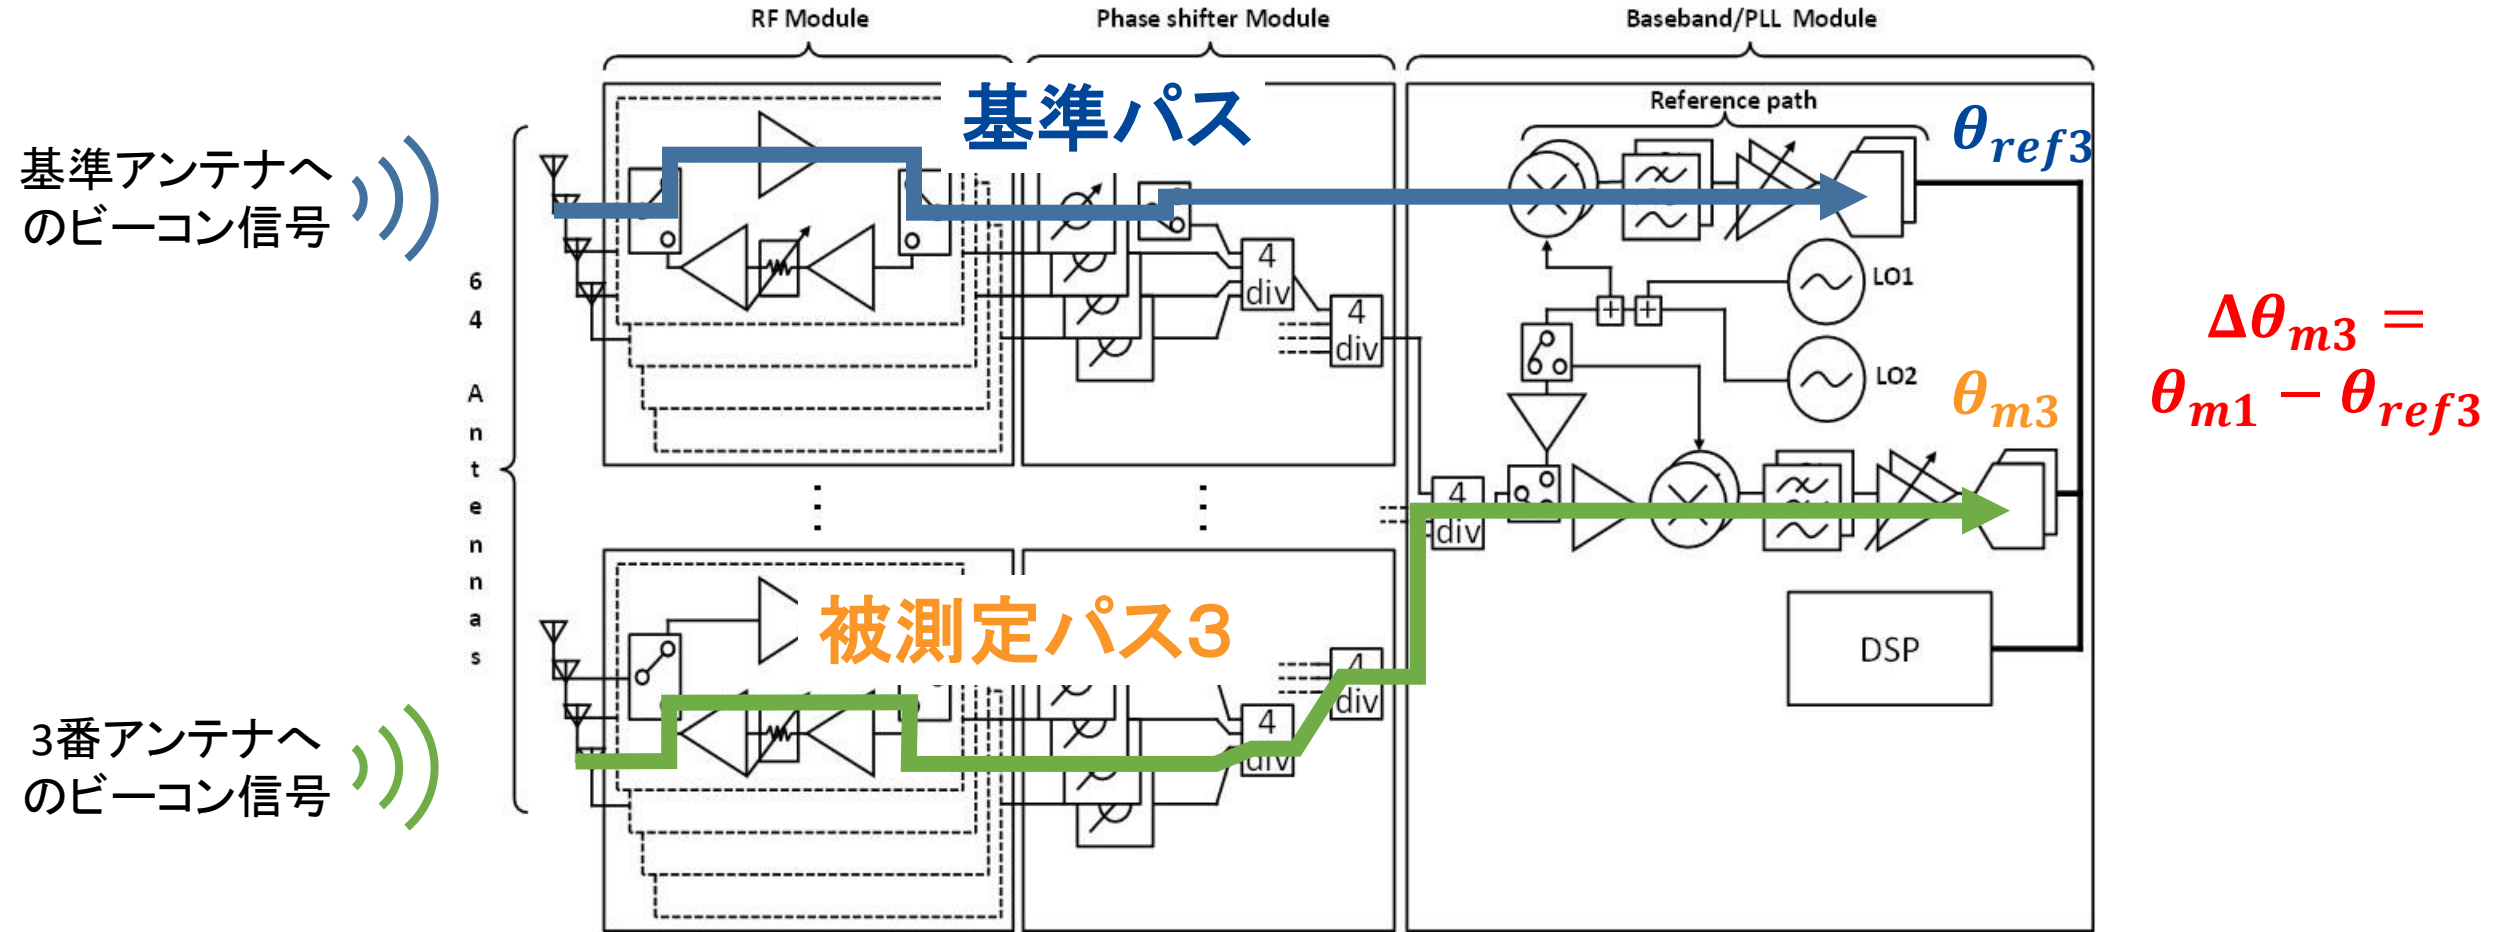 RF Module
Phase shifter Module
Baseband/PLL Module
基準パス
Reference path
θref3
基準アンテナへ
のビーコン信号
4
div
LO1
64 Antennas
4
div
Δθm3 =
θm1 − θref3
LO2
θm3
4
div
被測定パス３
DSP
4
div
4
div
3番アンテナへ
のビーコン信号